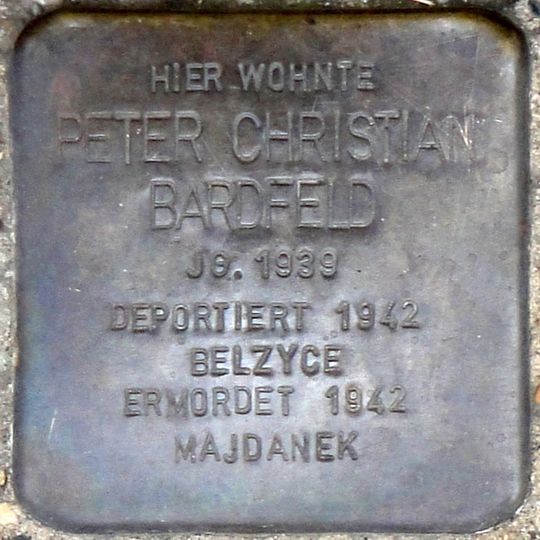 HIER WOHNTE
PETER CHRISTIAN
BARDFELD
JG. 1939
DEPORTIERT 1942
BELZYCE
ERMORDET 1942
MAJDANEK